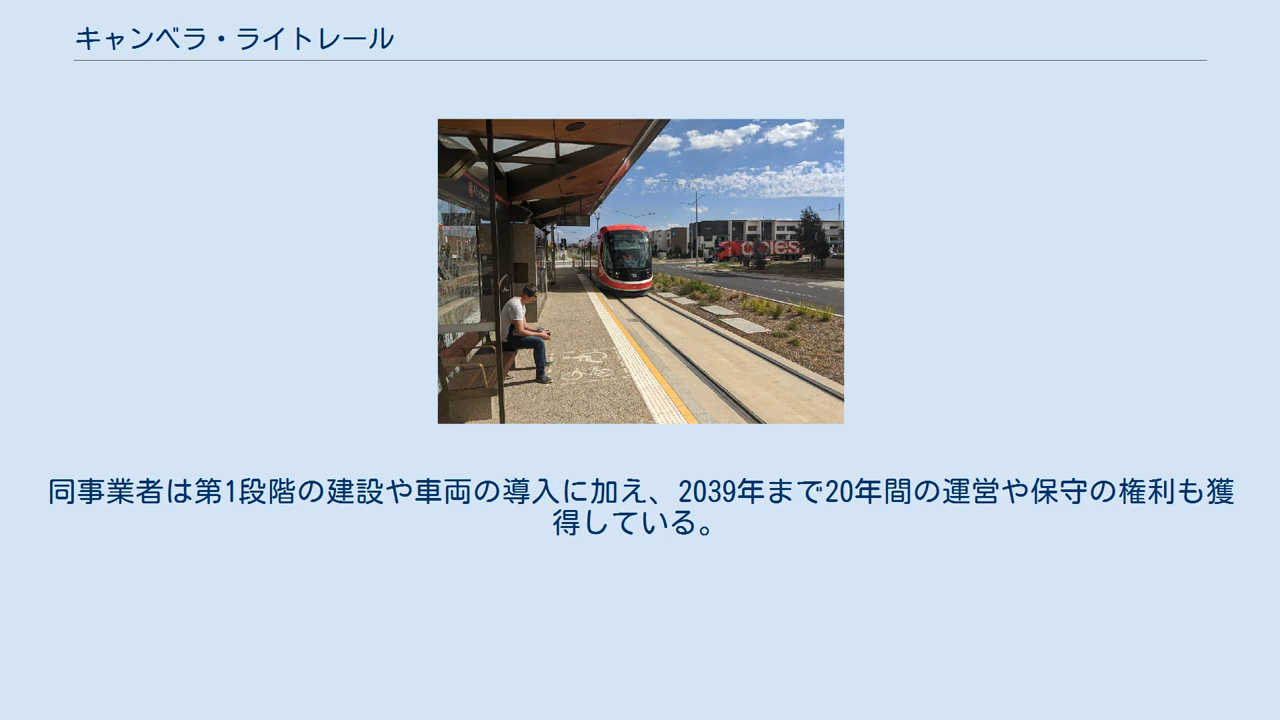 キャンベラ・ライトレール
coles
同事業者は第1段階の建設や車両の導入に加え、2039年まで20年間の運営や保守の権利も獲
得している。